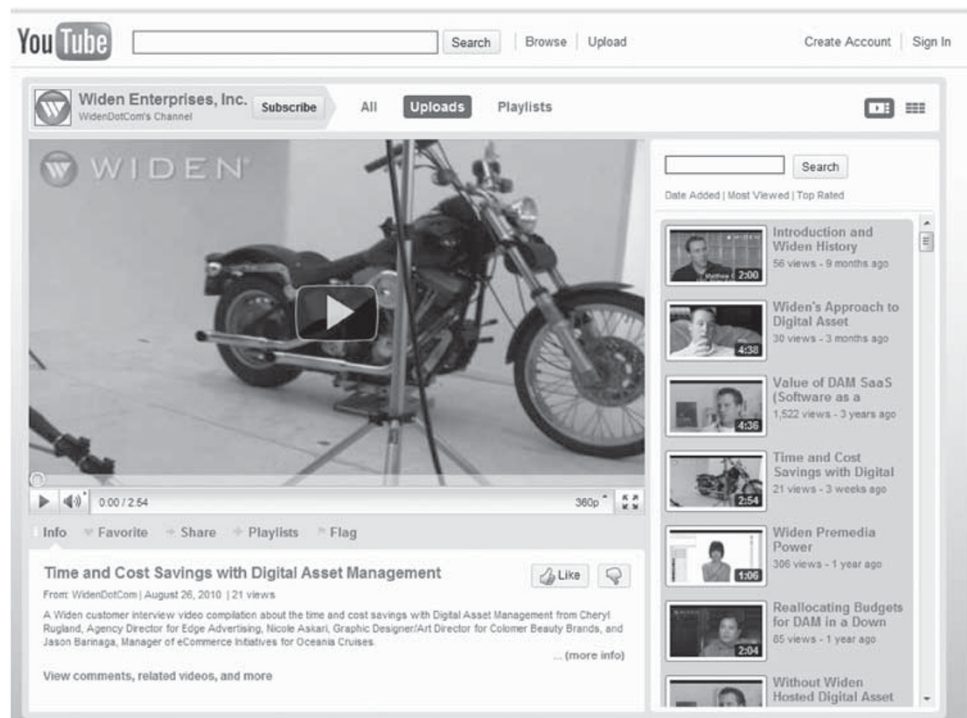 YouTube
Search
Browse
Upload
Create Account
Sign In
Widen Enterprises, Inc.
WidenDotCom's Channel
Subscribe
All
Uploads
Playlists
WIDEN
Search
Date Added | Most Viewed | Top Rated
Introduction and
Widen History
56 views - 9 months ago
2:00
Widen's Approach to
Digital Asset
30 views - 3 months ago
4:38
Value of DAM SaaS
(Software as a
1,522 views - 3 years ago
4:36
Time and Cost
Savings with Digital
21 views - 3 weeks ago
2:54
Widen Premedia
Power
306 views - 1 year ago
1:06
Reallocating Budgets
for DAM in a Down
85 views - 1 year ago
2:04
Without Widen
Hosted Digital Asset
0:00 / 2:54
360p
Info
Favorite
Share
Playlists
Flag
Time and Cost Savings with Digital Asset Management
Like
From: WidenDotCom | August 26, 2010 | 21 views
A Widen customer interview video compilation about the time and cost savings with Digital Asset Management from Cheryl
Rugland, Agency Director for Edge Advertising, Nicole Askari, Graphic Designer/Art Director for Colomer Beauty Brands, and
Jason Barinaga, Manager of eCommerce Initiatives for Oceania Cruises.
... (more info)
View comments, related videos, and more